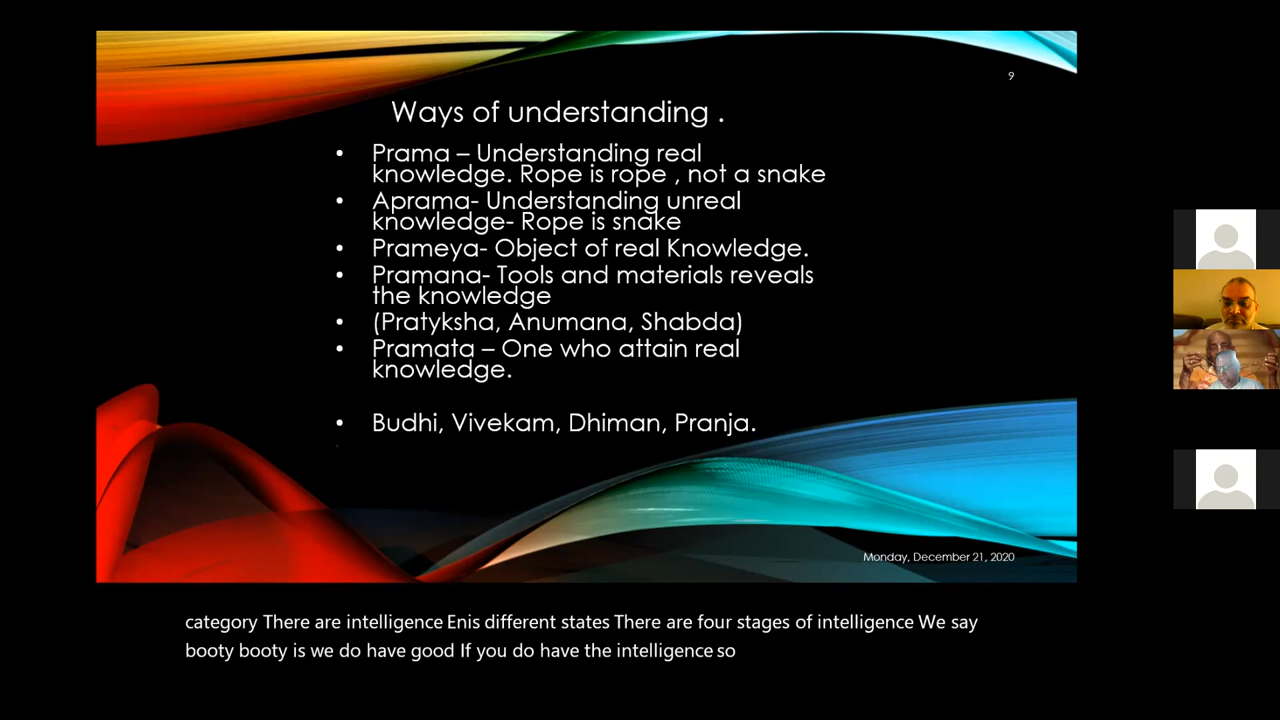 9
Ways of understanding .
• Prama – Understanding real
knowledge. Rope is rope , not a snake
• Aprama- Understanding unreal
knowledge- Rope is snake
• Prameya- Object of real Knowledge.
• Pramana- Tools and materials reveals
the knowledge
• (Pratyksha, Anumana, Shabda)
• Pramata – One who attain real
knowledge.
• Budhi, Vivekam, Dhiman, Pranja.
Monday, December 21, 2020
category There are intelligence Enis different states There are four stages of intelligence We say
booty booty is we do have good If you do have the intelligence so